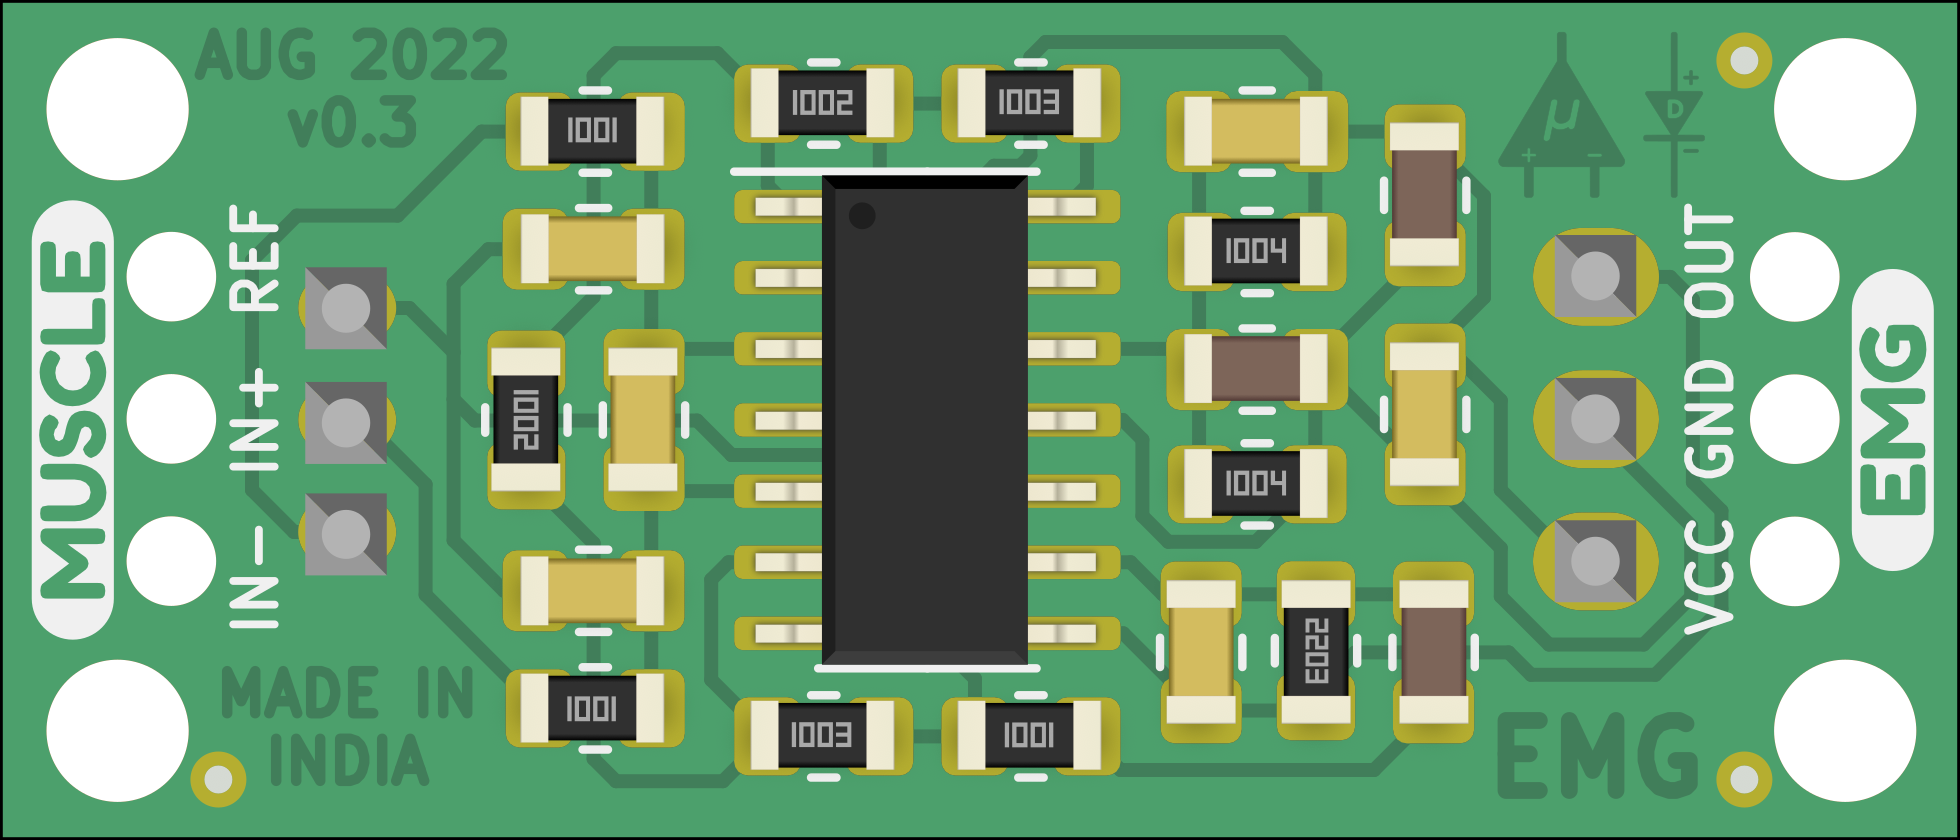 AUG 2022
v0.3
MUSCLE
REF
IN+
IN-
MADE IN
INDIA
1001
2001
1001
1002
1003
1003
1001
1004
1004
2203
µ
+ −
+
D
−
OUT
GND
VCC
EMG
EMG